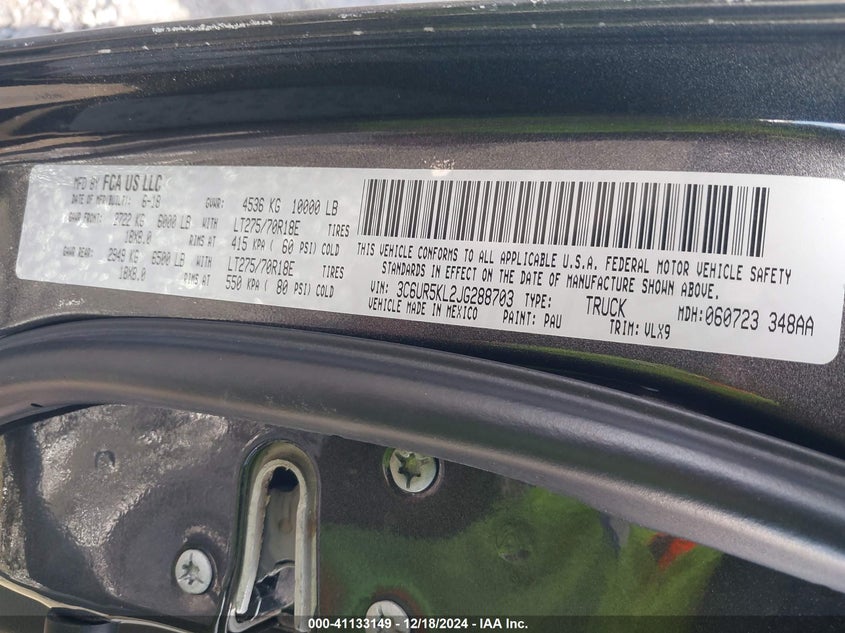 MFD BY FCA US LLC
DATE OF MFR/BUILT: 6-18 GVWR: 4536 KG 10000 LB
GAWR FRONT: 2722 KG 6000 LB WITH LT275/70R18E TIRES
18X8.0 RIMS AT 415 KPA ( 60 PSI) COLD
GAWR REAR: 2949 KG 6500 LB WITH LT275/70R18E TIRES
18X8.0 RIMS AT 550 KPA ( 80 PSI) COLD
THIS VEHICLE CONFORMS TO ALL APPLICABLE U.S.A. FEDERAL MOTOR VEHICLE SAFETY
STANDARDS IN EFFECT ON THE DATE OF MANUFACTURE SHOWN ABOVE.
VIN: 3C6UR5KL2JG288703 TYPE: TRUCK MDH:060723 348AA
VEHICLE MADE IN MEXICO PAINT: PAU TRIM: VLX9
000-41133149 - 12/18/2024 - IAA Inc.